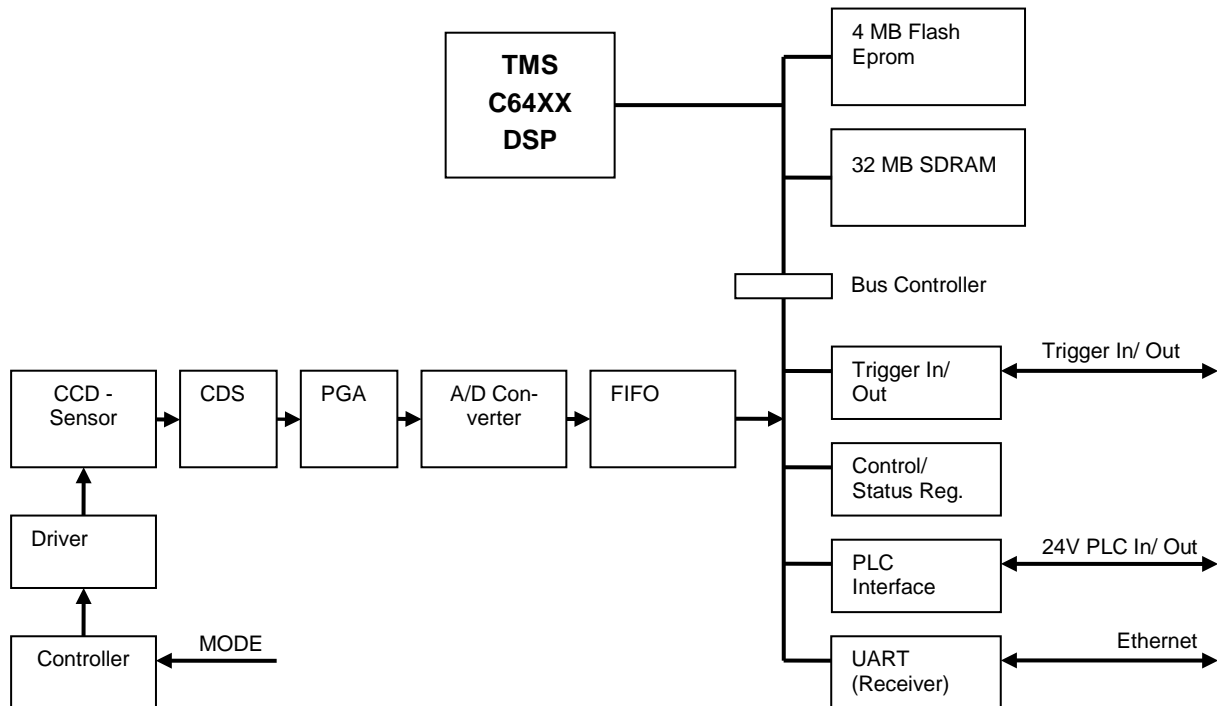 TMS
C64XX
DSP
4 MB Flash
Eprom
32 MB SDRAM
Bus Controller
Trigger In/
Out
Trigger In/ Out
CCD -
Sensor
CDS
PGA
A/D Con-
verter
FIFO
Control/
Status Reg.
Driver
PLC
Interface
24V PLC In/ Out
Controller
MODE
UART
(Receiver)
Ethernet